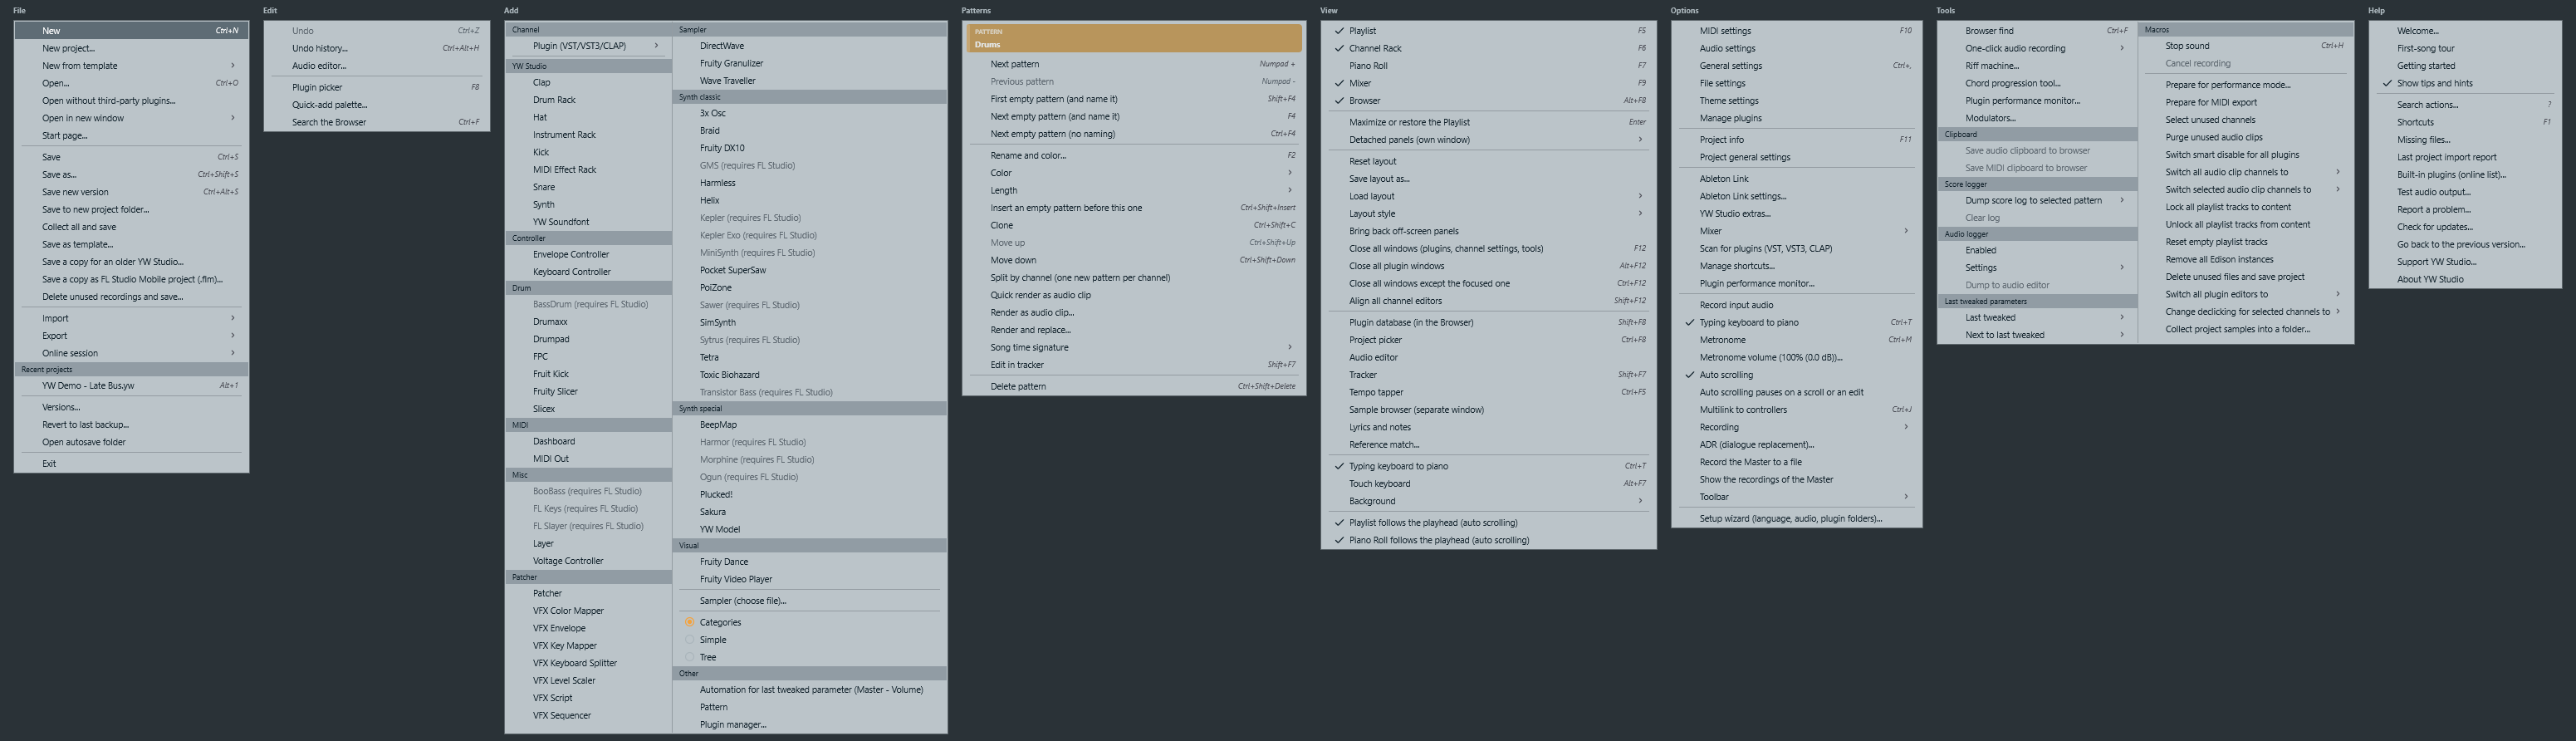 File
New Ctrl+N
New project...
New from template
Open... Ctrl+O
Open without third-party plugins...
Open in new window
Start page...
Save Ctrl+S
Save as... Ctrl+Shift+S
Save new version Ctrl+Alt+S
Save to new project folder...
Collect all and save
Save as template...
Save a copy for an older YW Studio...
Save a copy as FL Studio Mobile project (.flm)...
Delete unused recordings and save...
Import
Export
Online session
Recent projects
YW Demo - Late Bus.yw Alt+1
Versions...
Revert to last backup...
Open autosave folder
Exit
Edit
Undo Ctrl+Z
Undo history... Ctrl+Alt+H
Audio editor...
Plugin picker F8
Quick-add palette...
Search the Browser Ctrl+F
Add
Channel
Plugin (VST/VST3/CLAP)
YW Studio
Clap
Drum Rack
Hat
Instrument Rack
Kick
MIDI Effect Rack
Snare
Synth
YW Soundfont
Controller
Envelope Controller
Keyboard Controller
Drum
BassDrum (requires FL Studio)
Drumaxx
Drumpad
FPC
Fruit Kick
Fruity Slicer
Slicex
MIDI
Dashboard
MIDI Out
Misc
BooBass (requires FL Studio)
FL Keys (requires FL Studio)
FL Slayer (requires FL Studio)
Layer
Voltage Controller
Patcher
Patcher
VFX Color Mapper
VFX Envelope
VFX Key Mapper
VFX Keyboard Splitter
VFX Level Scaler
VFX Script
VFX Sequencer
Sampler
DirectWave
Fruity Granulizer
Wave Traveller
Synth classic
3x Osc
Braid
Fruity DX10
GMS (requires FL Studio)
Harmless
Helix
Kepler (requires FL Studio)
Kepler Exo (requires FL Studio)
MiniSynth (requires FL Studio)
Pocket SuperSaw
PoiZone
Sawer (requires FL Studio)
SimSynth
Sytrus (requires FL Studio)
Tetra
Toxic Biohazard
Transistor Bass (requires FL Studio)
Synth special
BeepMap
Harmor (requires FL Studio)
Morphine (requires FL Studio)
Ogun (requires FL Studio)
Plucked!
Sakura
YW Model
Visual
Fruity Dance
Fruity Video Player
Sampler (choose file)...
Categories
Simple
Tree
Other
Automation for last tweaked parameter (Master - Volume)
Pattern
Plugin manager...
Patterns
PATTERN
Drums
Next pattern Numpad +
Previous pattern Numpad -
First empty pattern (and name it) Shift+F4
Next empty pattern (and name it) F4
Next empty pattern (no naming) Ctrl+F4
Rename and color... F2
Color
Length
Insert an empty pattern before this one Ctrl+Shift+Insert
Clone Ctrl+Shift+C
Move up Ctrl+Shift+Up
Move down Ctrl+Shift+Down
Split by channel (one new pattern per channel)
Quick render as audio clip
Render as audio clip...
Render and replace...
Song time signature
Edit in tracker Shift+F7
Delete pattern Ctrl+Shift+Delete
View
Playlist F5
Channel Rack F6
Piano Roll F7
Mixer F9
Browser Alt+F8
Maximize or restore the Playlist Enter
Detached panels (own window)
Reset layout
Save layout as...
Load layout
Layout style
Bring back off-screen panels
Close all windows (plugins, channel settings, tools) F12
Close all plugin windows Alt+F12
Close all windows except the focused one Ctrl+F12
Align all channel editors Shift+F12
Plugin database (in the Browser) Shift+F8
Project picker Ctrl+F8
Audio editor
Tracker Shift+F7
Tempo tapper Ctrl+F5
Sample browser (separate window)
Lyrics and notes
Reference match...
Typing keyboard to piano Ctrl+T
Touch keyboard Alt+F7
Background
Playlist follows the playhead (auto scrolling)
Piano Roll follows the playhead (auto scrolling)
Options
MIDI settings F10
Audio settings
General settings Ctrl+,
File settings
Theme settings
Manage plugins
Project info F11
Project general settings
Ableton Link
Ableton Link settings...
YW Studio extras...
Mixer
Scan for plugins (VST, VST3, CLAP)
Manage shortcuts...
Plugin performance monitor...
Record input audio
Typing keyboard to piano Ctrl+T
Metronome Ctrl+M
Metronome volume (100% (0.0 dB))...
Auto scrolling
Auto scrolling pauses on a scroll or an edit
Multilink to controllers Ctrl+J
Recording
ADR (dialogue replacement)...
Record the Master to a file
Show the recordings of the Master
Toolbar
Setup wizard (language, audio, plugin folders)...
Tools
Browser find Ctrl+F
One-click audio recording
Riff machine...
Chord progression tool...
Plugin performance monitor...
Modulators...
Clipboard
Save audio clipboard to browser
Save MIDI clipboard to browser
Score logger
Dump score log to selected pattern
Clear log
Audio logger
Enabled
Settings
Dump to audio editor
Last tweaked parameters
Last tweaked
Next to last tweaked
Macros
Stop sound Ctrl+H
Cancel recording
Prepare for performance mode...
Prepare for MIDI export
Select unused channels
Purge unused audio clips
Switch smart disable for all plugins
Switch all audio clip channels to
Switch selected audio clip channels to
Lock all playlist tracks to content
Unlock all playlist tracks from content
Reset empty playlist tracks
Remove all Edison instances
Delete unused files and save project
Switch all plugin editors to
Change declicking for selected channels to
Collect project samples into a folder...
Help
Welcome...
First-song tour
Getting started
Show tips and hints
Search actions... ?
Shortcuts F1
Missing files...
Last project import report
Built-in plugins (online list)...
Test audio output...
Report a problem...
Check for updates...
Go back to the previous version...
Support YW Studio...
About YW Studio